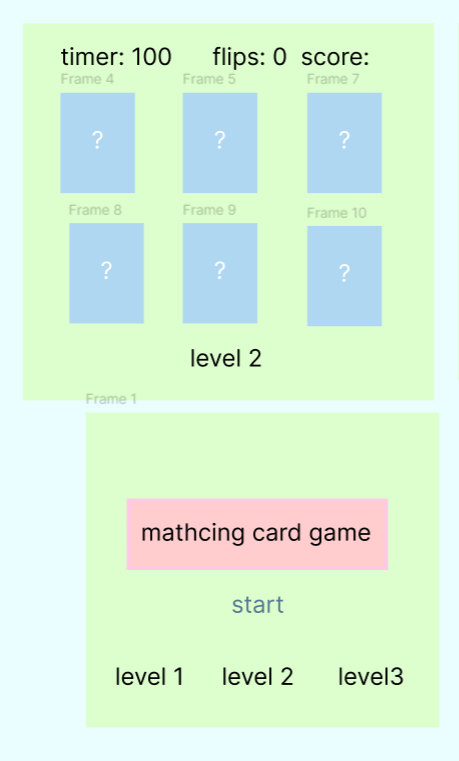 timer: 100 flips: 0 score:
Frame 4 Frame 5 Frame 7
? ? ?
Frame 8 Frame 9 Frame 10
? ? ?
level 2
Frame 1
mathcing card game
start
level 1 level 2 level3